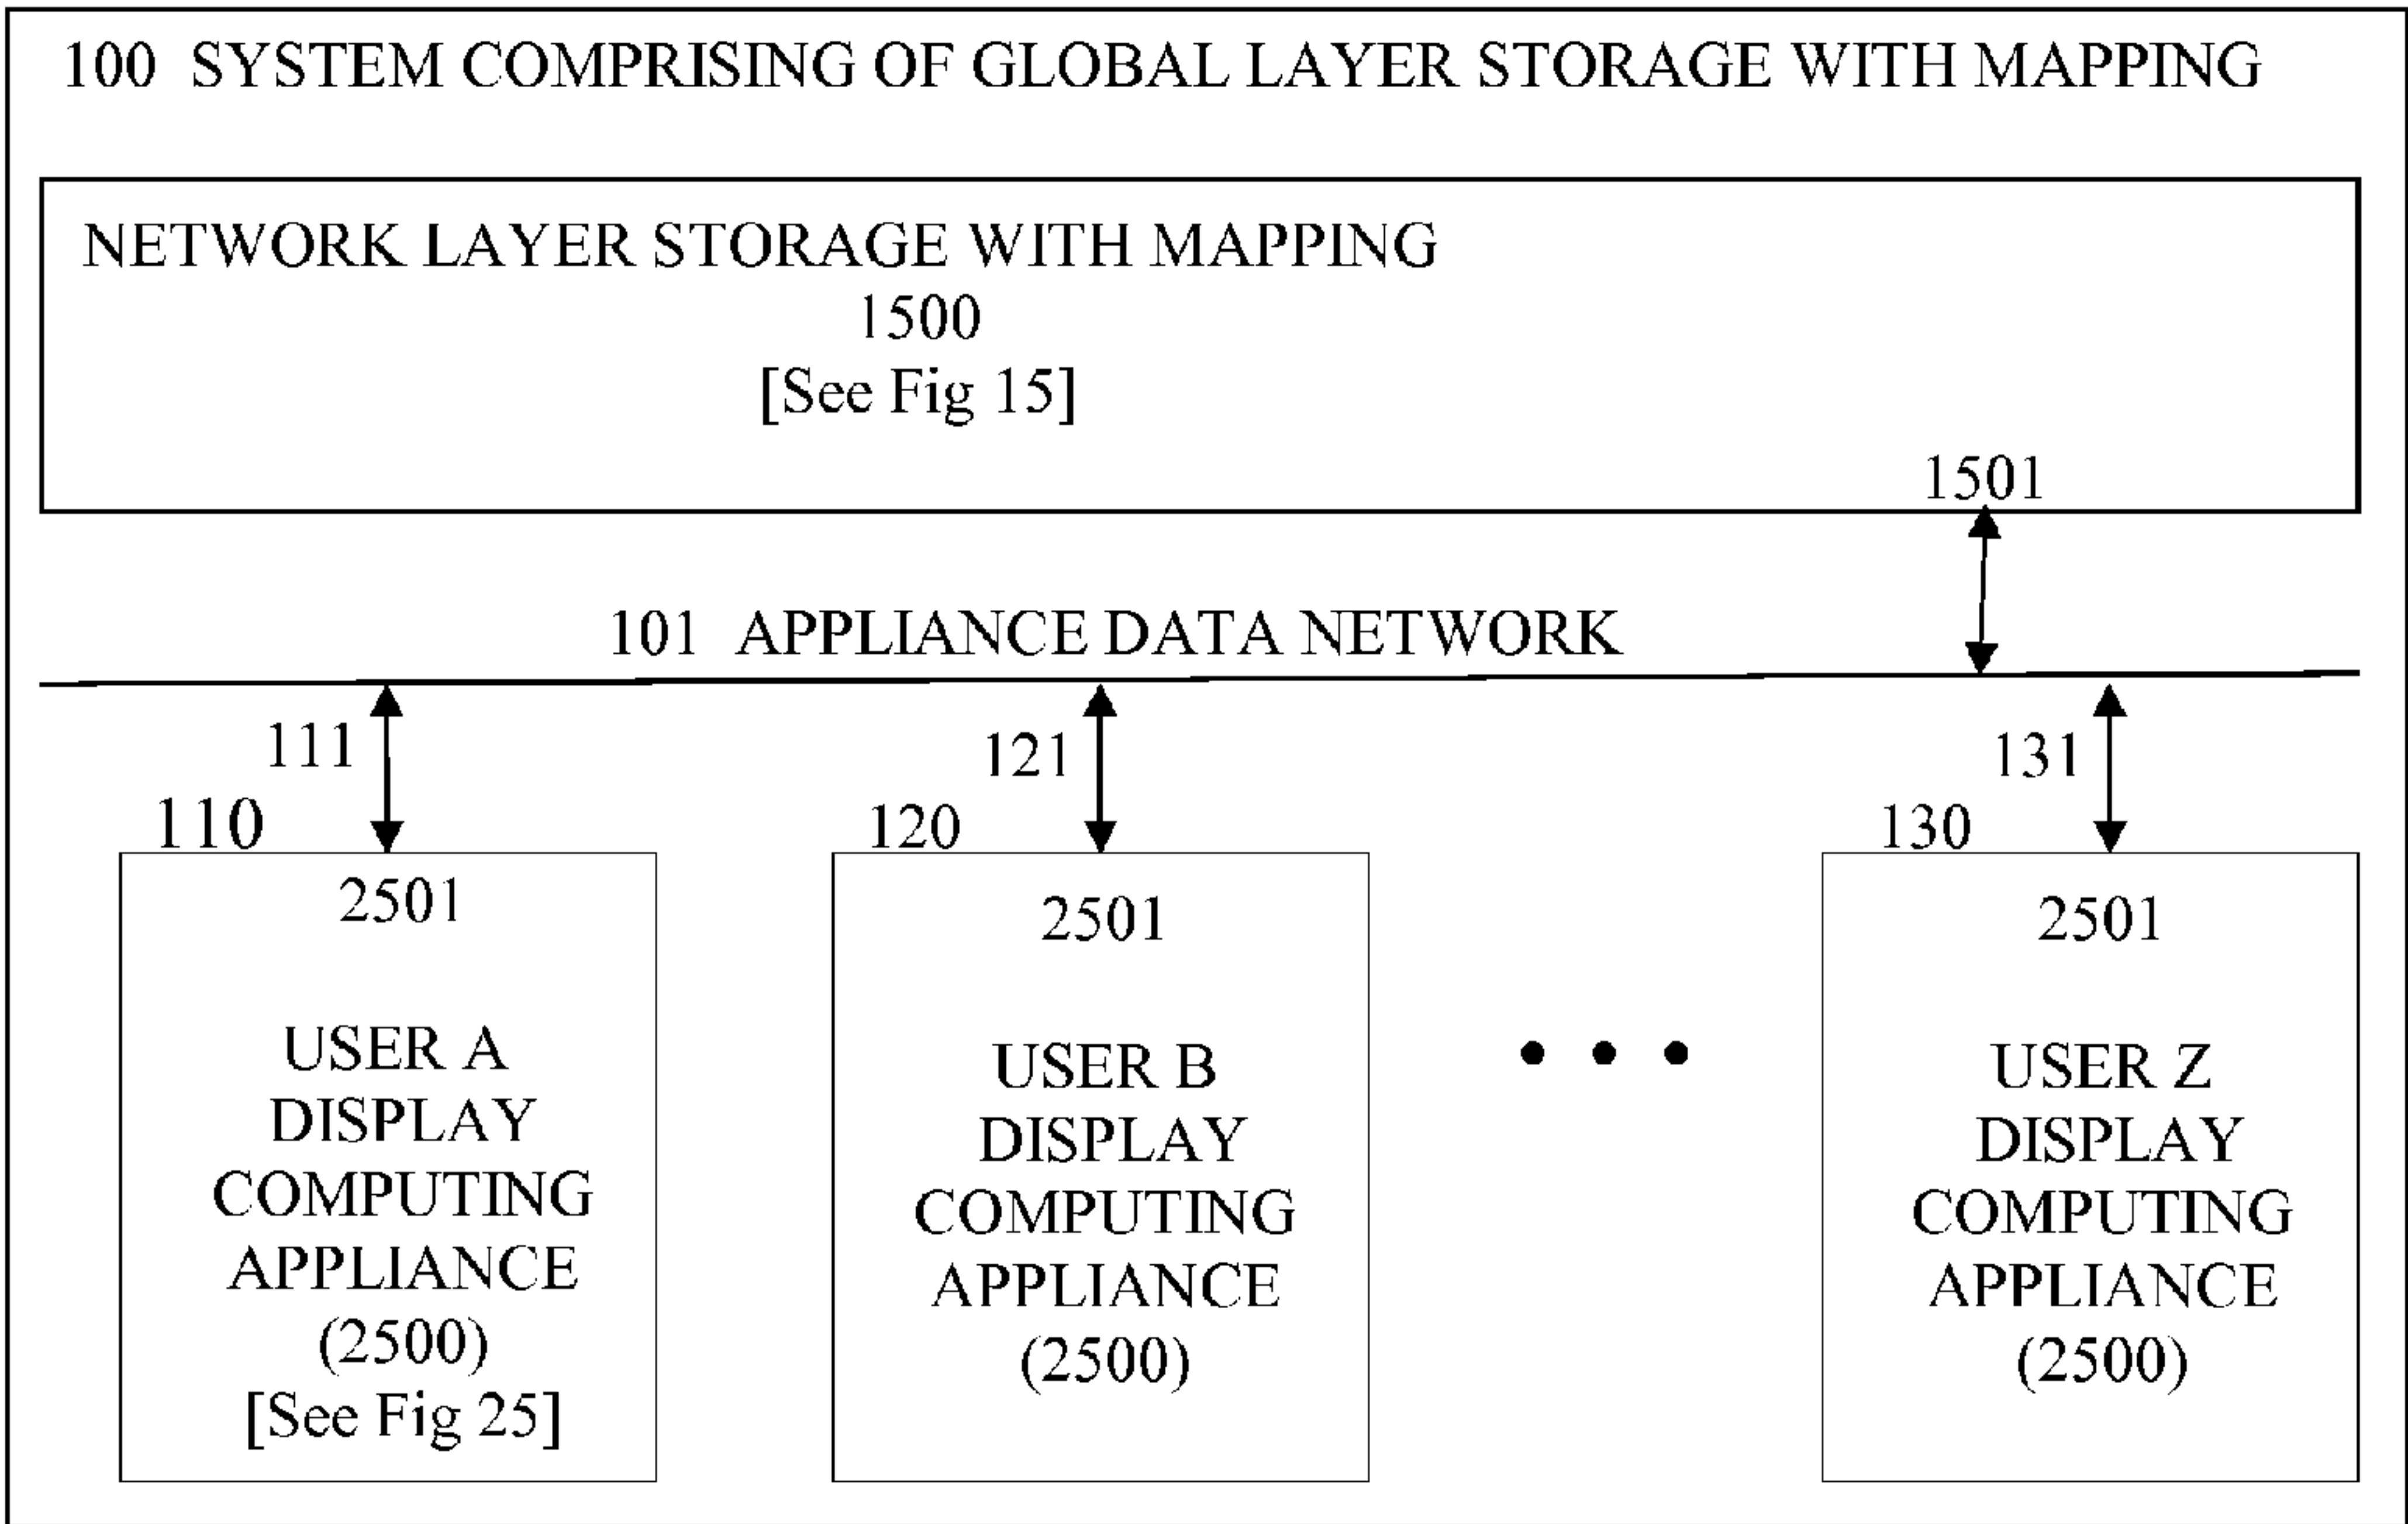 100 SYSTEM COMPRISING OF GLOBAL LAYER STORAGE WITH MAPPING
NETWORK LAYER STORAGE WITH MAPPING
1500
[See Fig 15]
1501
101 APPLIANCE DATA NETWORK
111
121
131
110
120
130
2501
USER A
DISPLAY
COMPUTING
APPLIANCE
(2500)
[See Fig 25]
2501
USER B
DISPLAY
COMPUTING
APPLIANCE
(2500)
• • •
2501
USER Z
DISPLAY
COMPUTING
APPLIANCE
(2500)